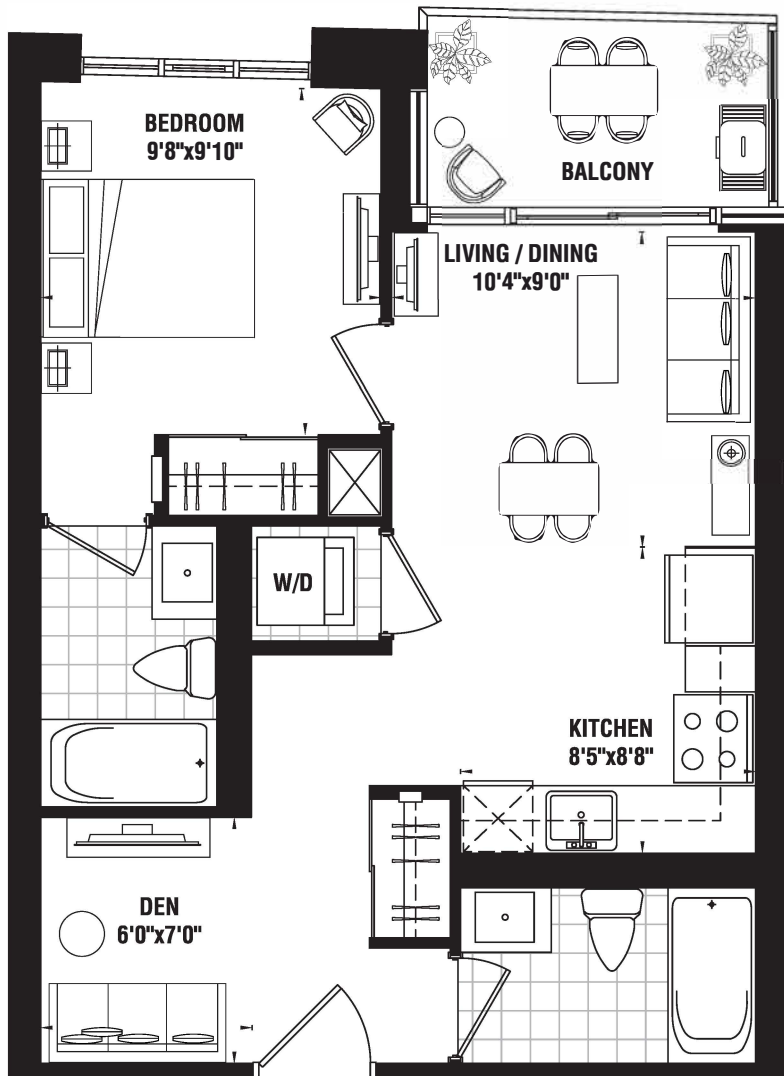 BEDROOM
9'8"x9'10"
BALCONY
LIVING / DINING
10'4"x9'0"
W/D
KITCHEN
8'5"x8'8"
DEN
6'0"x7'0"